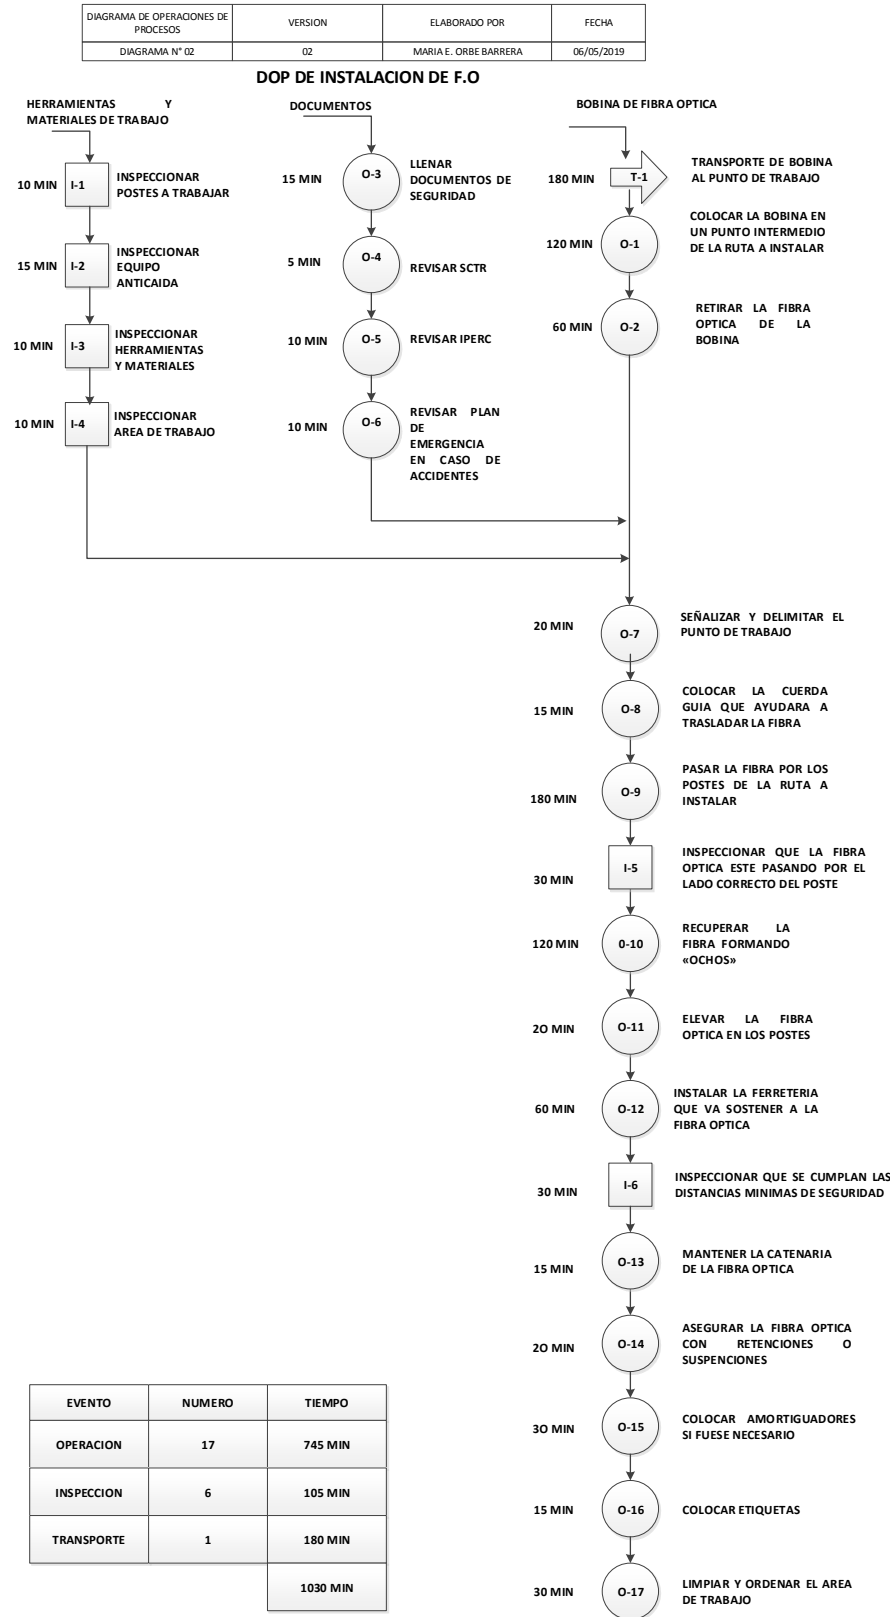 DIAGRAMA DE OPERACIONES DE
PROCESOS
VERSION
ELABORADO POR
FECHA
DIAGRAMA N° 02
02
MARIA E. ORBE BARRERA
06/05/2019
DOP DE INSTALACION DE F.O
HERRAMIENTAS Y
MATERIALES DE TRABAJO
10 MIN
I-1
INSPECCIONAR
POSTES A TRABAJAR
15 MIN
I-2
INSPECCIONAR
EQUIPO
ANTICAIDA
10 MIN
I-3
INSPECCIONAR
HERRAMIENTAS
Y MATERIALES
10 MIN
I-4
INSPECCIONAR
AREA DE TRABAJO
DOCUMENTOS
15 MIN
O-3
LLENAR
DOCUMENTOS DE
SEGURIDAD
5 MIN
O-4
REVISAR SCTR
10 MIN
O-5
REVISAR IPERC
10 MIN
O-6
REVISAR PLAN
DE
EMERGENCIA
EN CASO DE
ACCIDENTES
BOBINA DE FIBRA OPTICA
180 MIN
T-1
TRANSPORTE DE BOBINA
AL PUNTO DE TRABAJO
120 MIN
O-1
COLOCAR LA BOBINA EN
UN PUNTO INTERMEDIO
DE LA RUTA A INSTALAR
60 MIN
O-2
RETIRAR LA FIBRA
OPTICA DE LA
BOBINA
20 MIN
O-7
SEÑALIZAR Y DELIMITAR EL
PUNTO DE TRABAJO
15 MIN
O-8
COLOCAR LA CUERDA
GUIA QUE AYUDARA A
TRASLADAR LA FIBRA
180 MIN
O-9
PASAR LA FIBRA POR LOS
POSTES DE LA RUTA A
INSTALAR
30 MIN
I-5
INSPECCIONAR QUE LA FIBRA
OPTICA ESTE PASANDO POR EL
LADO CORRECTO DEL POSTE
120 MIN
0-10
RECUPERAR LA
FIBRA FORMANDO
«OCHOS»
2O MIN
O-11
ELEVAR LA FIBRA
OPTICA EN LOS POSTES
60 MIN
O-12
INSTALAR LA FERRETERIA
QUE VA SOSTENER A LA
FIBRA OPTICA
30 MIN
I-6
INSPECCIONAR QUE SE CUMPLAN LAS
DISTANCIAS MINIMAS DE SEGURIDAD
15 MIN
O-13
MANTENER LA CATENARIA
DE LA FIBRA OPTICA
2O MIN
O-14
ASEGURAR LA FIBRA OPTICA
CON RETENCIONES O
SUSPENCIONES
3O MIN
O-15
COLOCAR AMORTIGUADORES
SI FUESE NECESARIO
15 MIN
O-16
COLOCAR ETIQUETAS
30 MIN
O-17
LIMPIAR Y ORDENAR EL AREA
DE TRABAJO
EVENTO
NUMERO
TIEMPO
OPERACION
17
745 MIN
INSPECCION
6
105 MIN
TRANSPORTE
1
180 MIN
1030 MIN